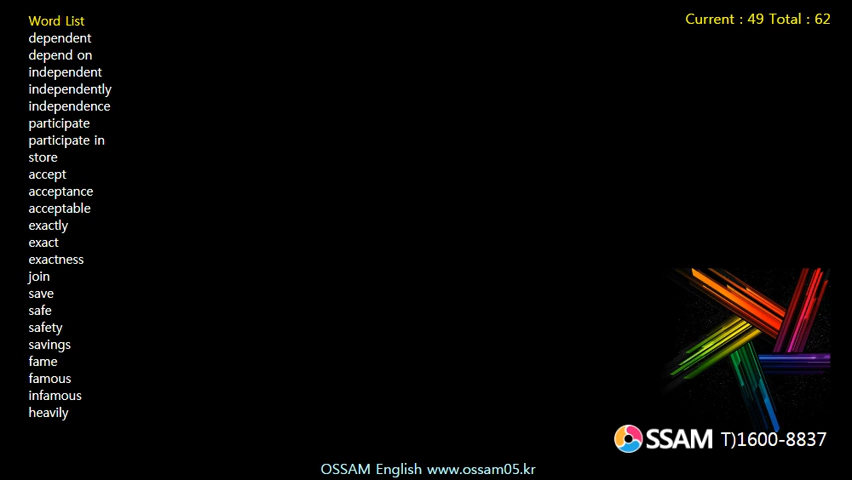 Word List
Current : 49 Total : 62
dependent
depend on
independent
independently
independence
participate
participate in
store
accept
acceptance
acceptable
exactly
exact
exactness
join
save
safe
safety
savings
fame
famous
infamous
heavily
SSAM T)1600-8837
OSSAM English www.ossam05.kr